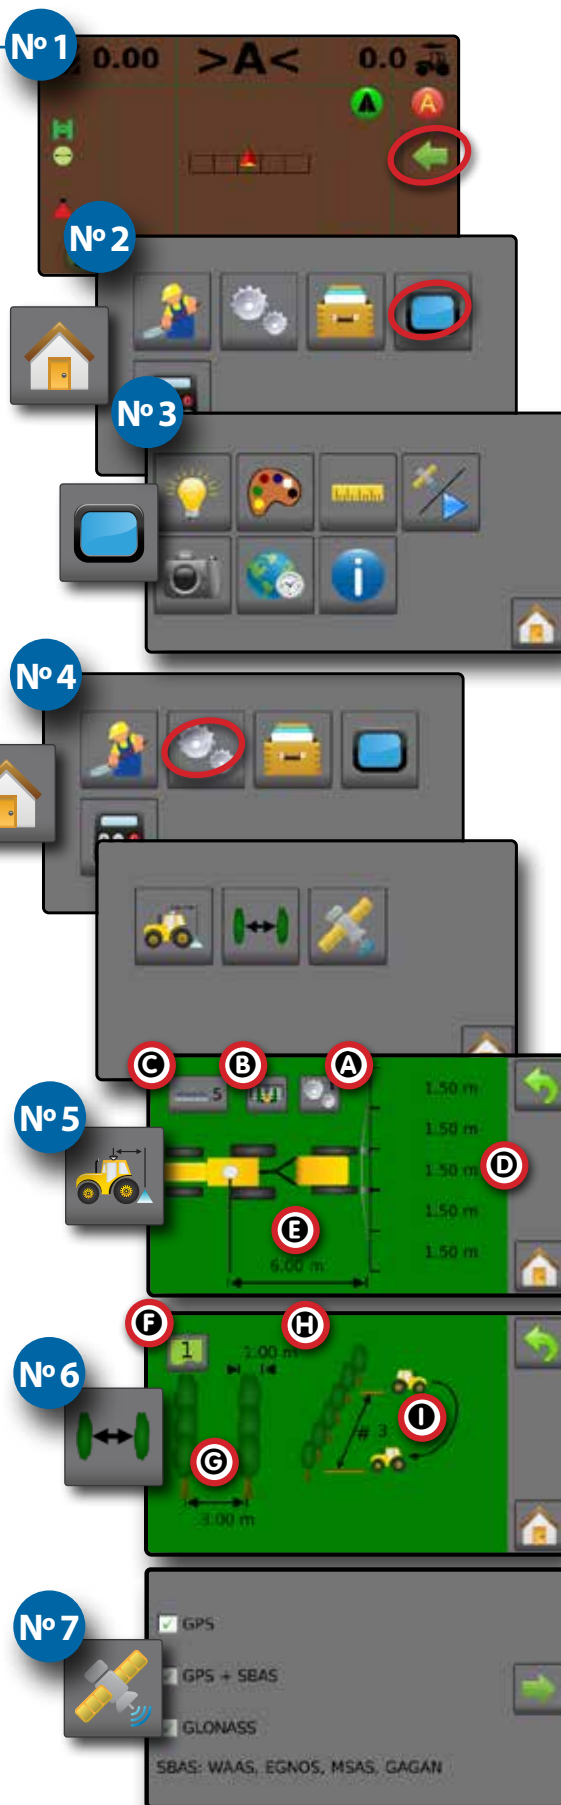 Nº 1
0.00 >A< 0.0
A A
Nº 2
Nº 3
Nº 4
C B A
5
1.50 m
Nº 5
1.50 m
1.50 m D
E
1.50 m
6.00 m
1.50 m
F H
1
1.00 m
Nº 6
I
# 3
G
3.00 m
Nº 7
GPS
GPS + SBAS
GLONASS
SBAS: WAAS, EGNOS, MSAS, GAGAN